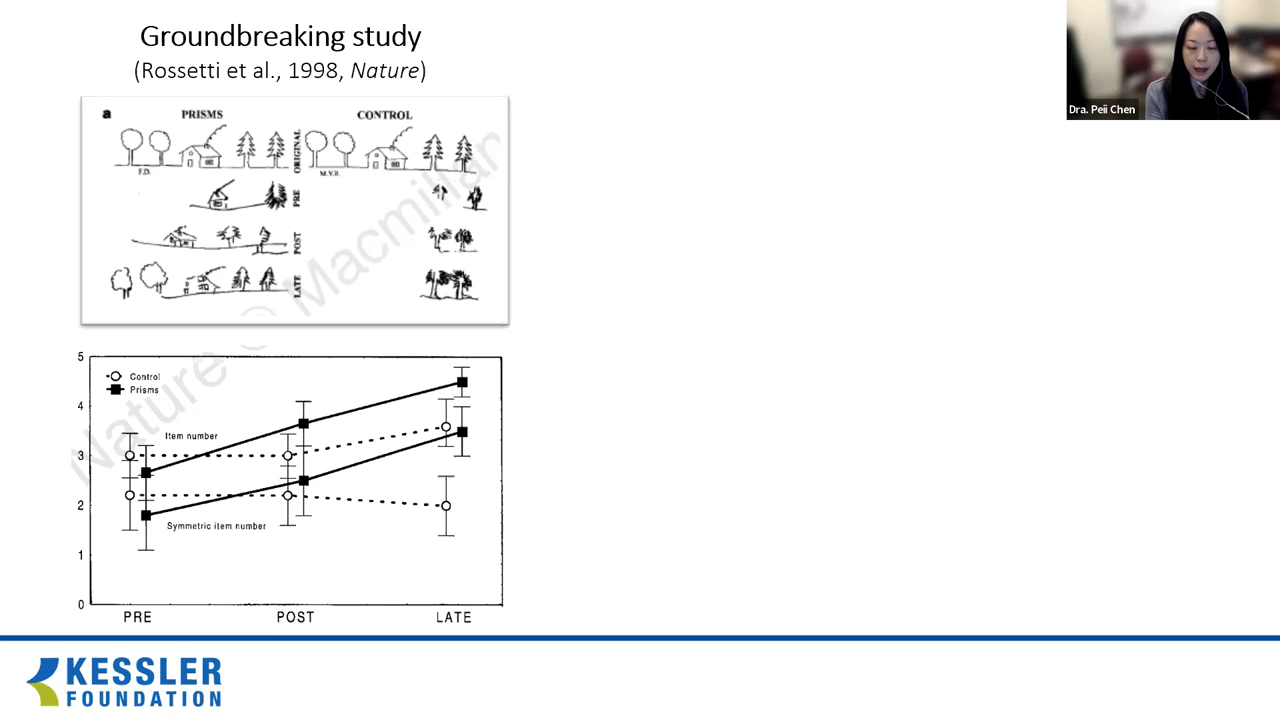 Groundbreaking study
(Rossetti et al., 1998, Nature)
Dra. Peii Chen
a
PRISMS
CONTROL
ORIGINAL
F.D.
M.Y.R.
PRE
POST
LATE
Nature © Macmillan
5
Control
Prisms
4
Item number
3
2
Symmetric item number
1
0
PRE
POST
LATE
KESSLER
FOUNDATION